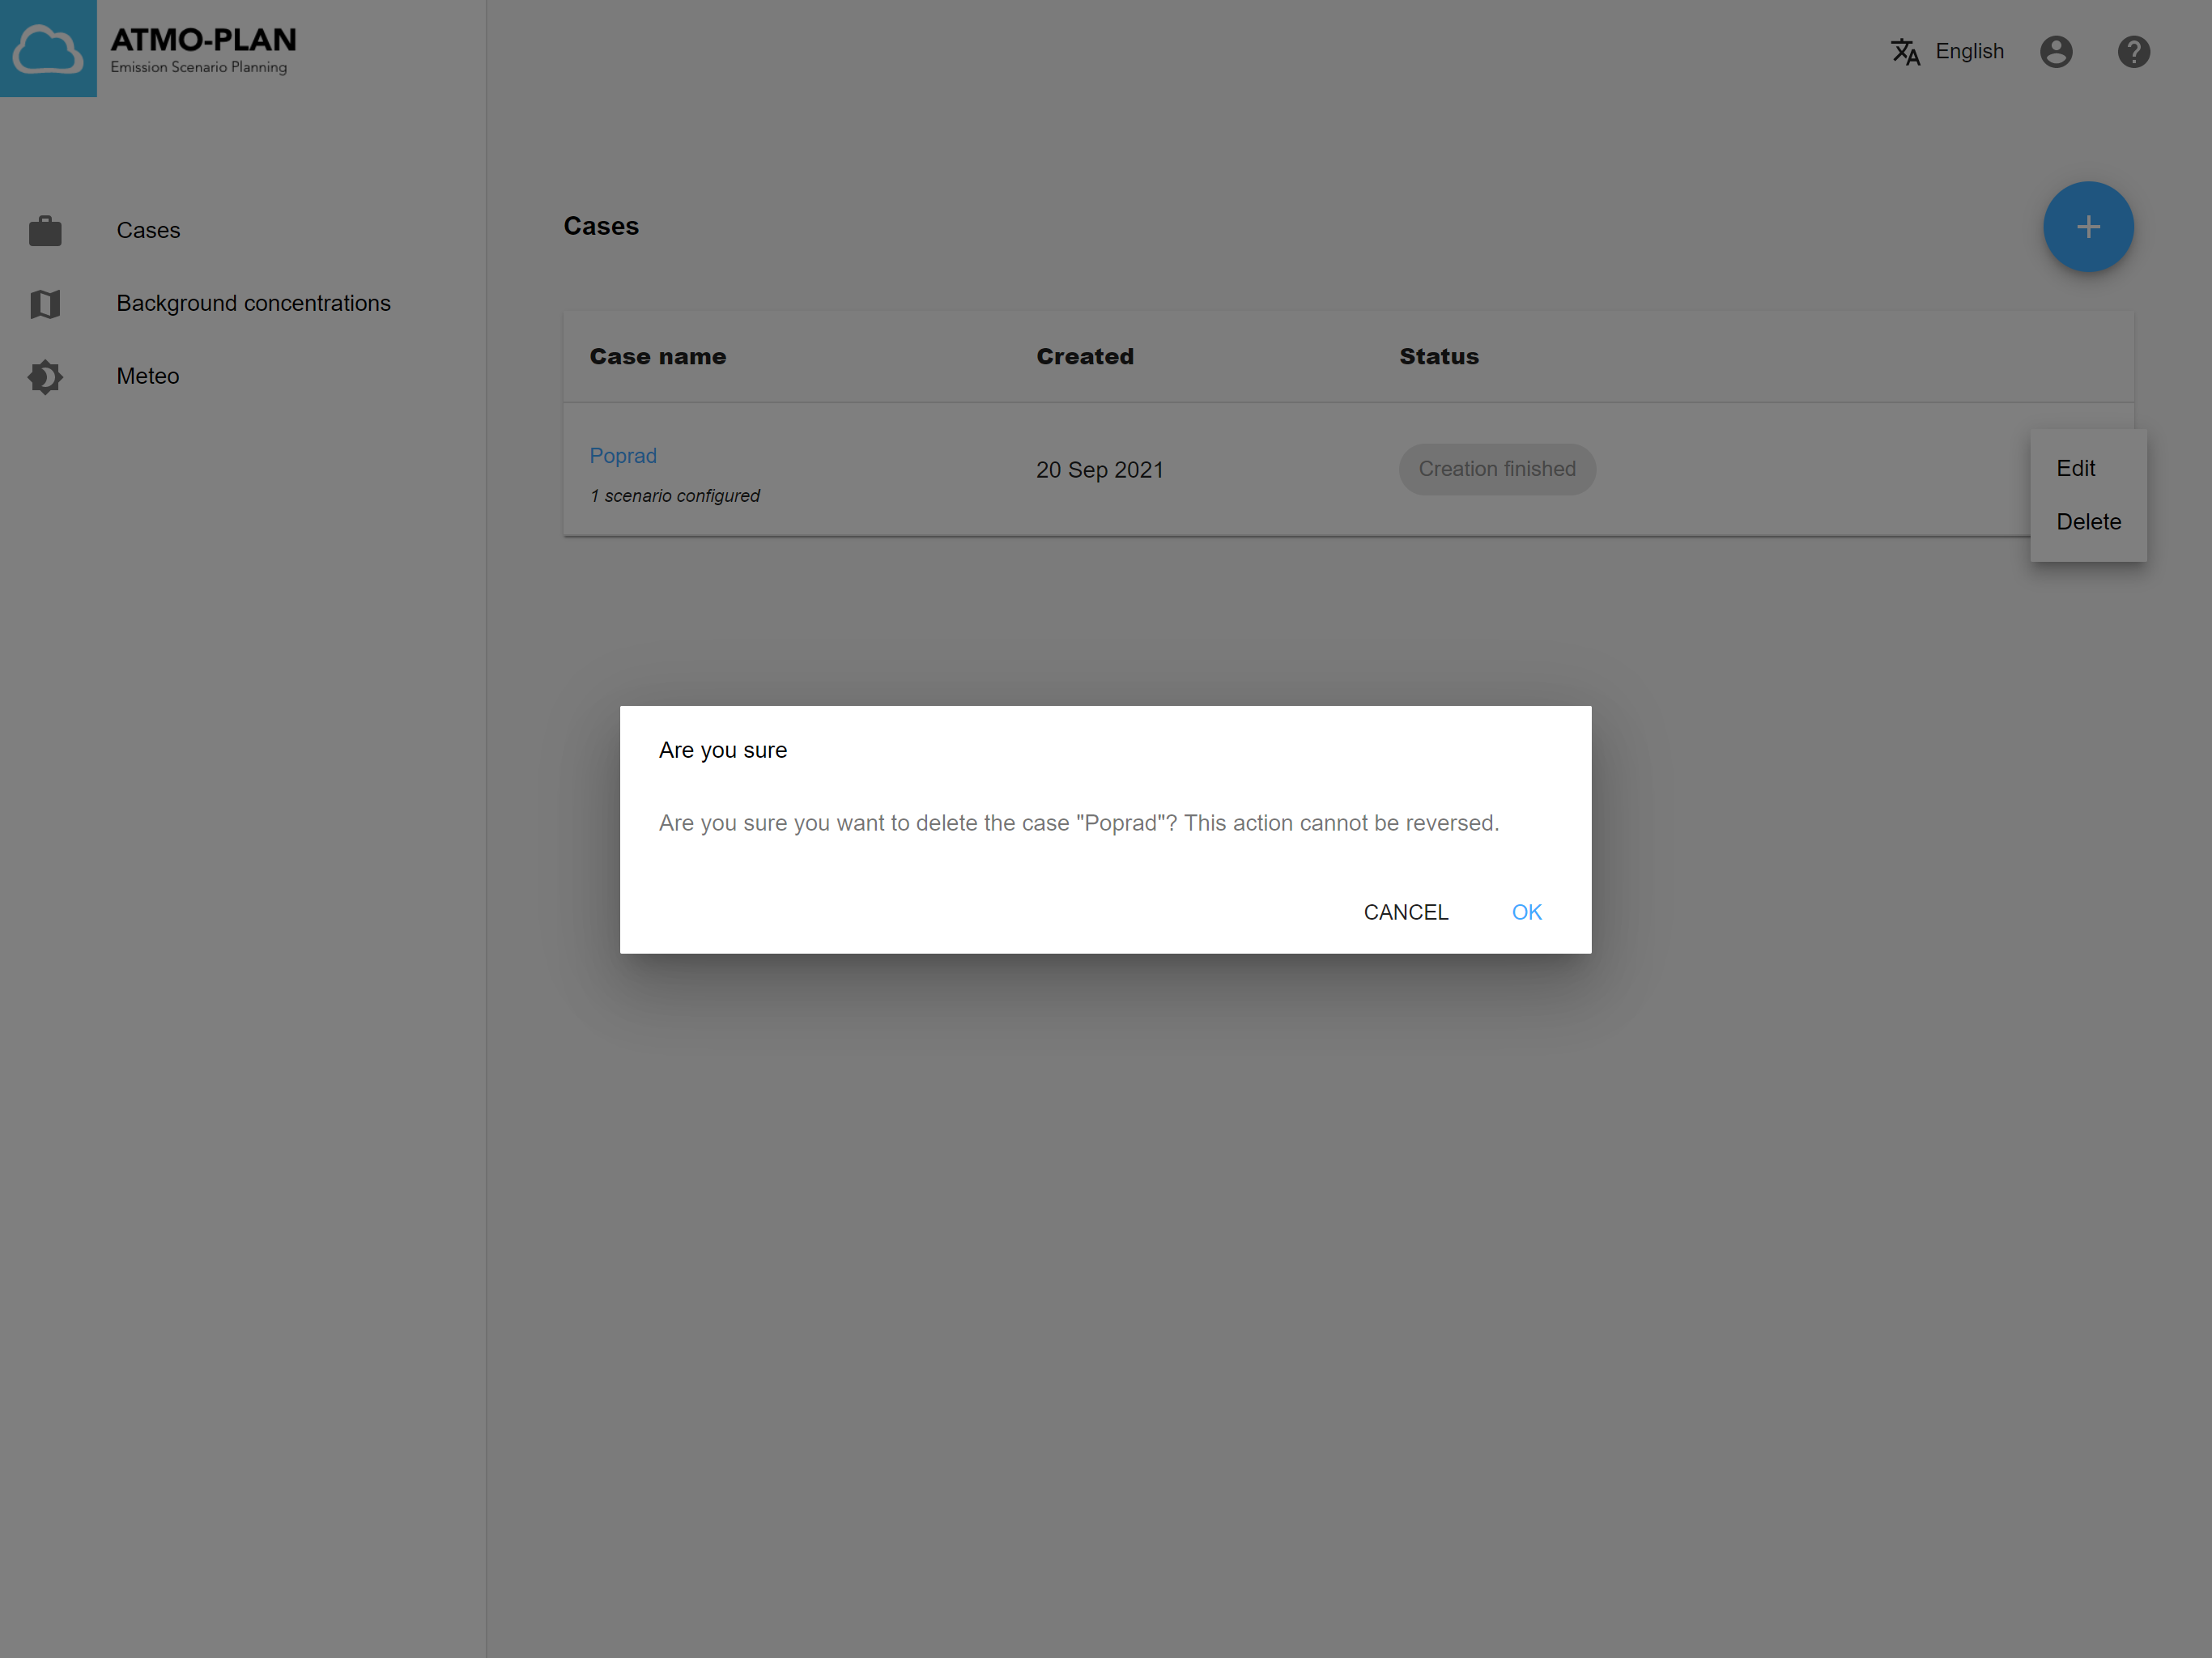 ATMO-PLAN
Emission Scenario Planning
English
Cases
Background concentrations
Meteo
Cases
Case name Created Status
Poprad
1 scenario configured
20 Sep 2021
Creation finished
Edit
Delete
Are you sure
Are you sure you want to delete the case "Poprad"? This action cannot be reversed.
CANCEL OK